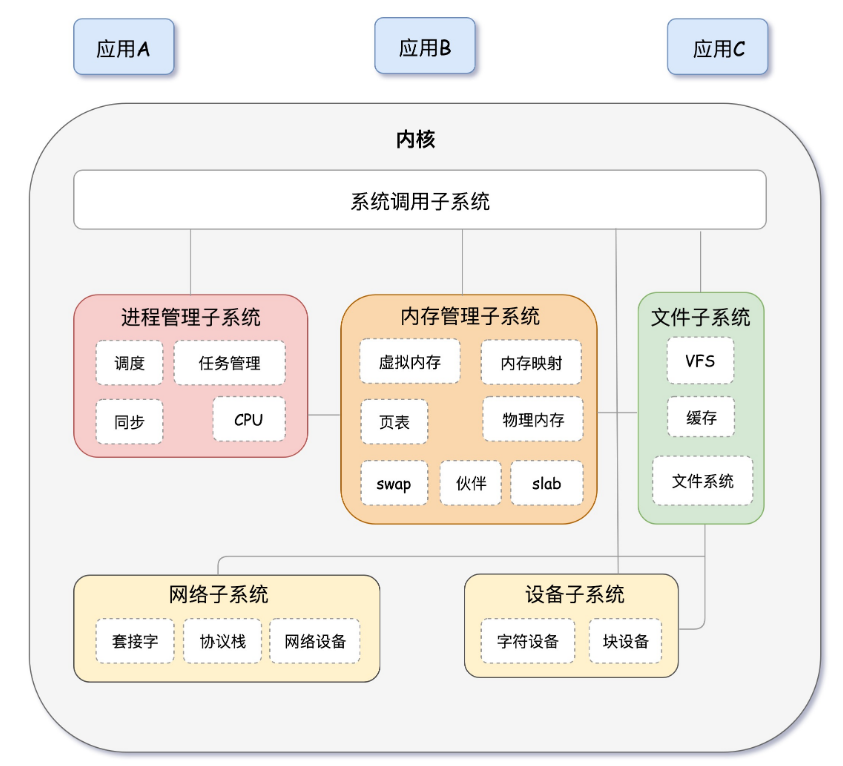 应用A
应用B
应用C
内核
系统调用子系统
进程管理子系统
调度
任务管理
同步
CPU
内存管理子系统
虚拟内存
内存映射
页表
物理内存
swap
伙伴
slab
文件子系统
VFS
缓存
文件系统
网络子系统
套接字
协议栈
网络设备
设备子系统
字符设备
块设备